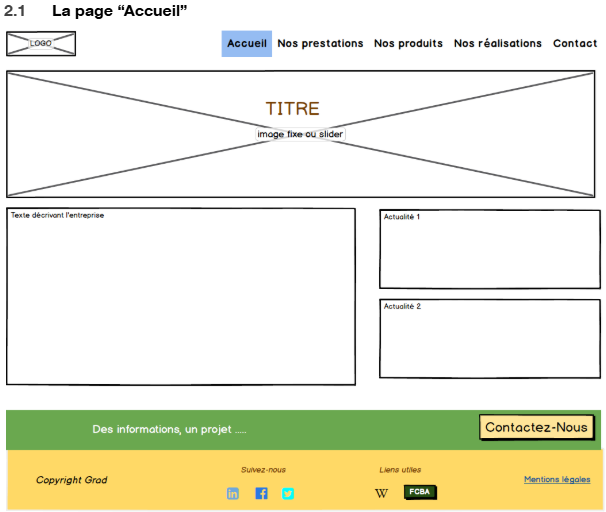 2.1 La page “Accueil”
LOGO
Accueil Nos prestations Nos produits Nos réalisations Contact
TITRE
image fixe ou slider
Texte décrivant l'entreprise
Actualité 1
Actualité 2
Des informations, un projet .....
Contactez-Nous
Copyright Grad
Suivez-nous
in f
Liens utiles
W FCBA
Mentions légales